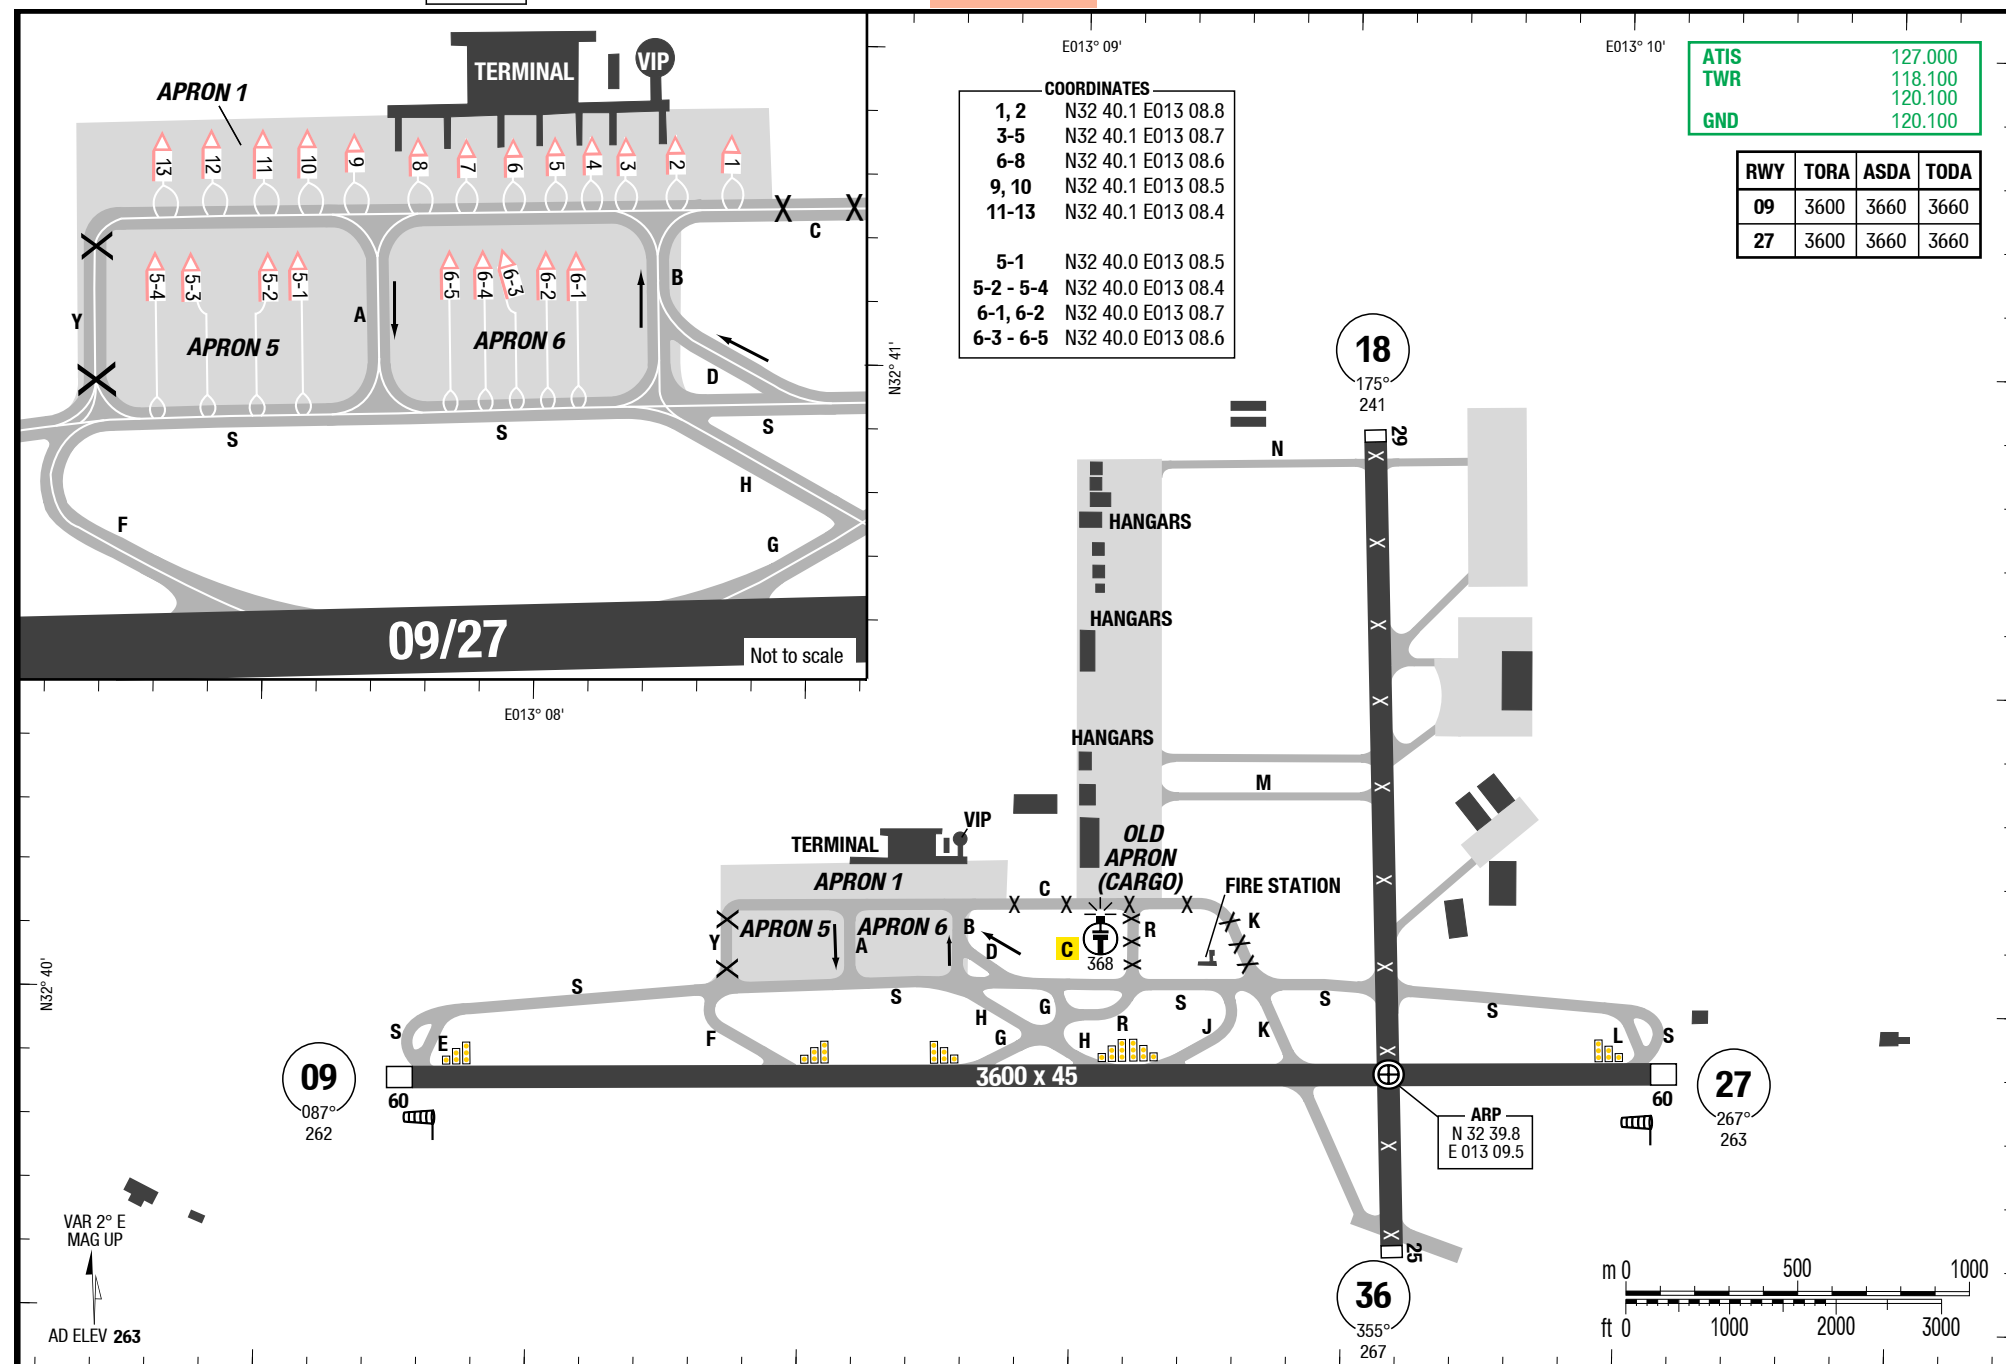 TERMINAL
VIP
APRON 1
13
12
11
10
9
8
7
6
5
4
3
2
1
C
5-4
5-3
5-2
5-1
6-5
6-4
6-3
6-2
6-1
Y
A
B
APRON 5
APRON 6
D
S
S
S
H
F
G
09/27
Not to scale
E013° 09'
E013° 10'
COORDINATES
1, 2 N32 40.1 E013 08.8
3-5 N32 40.1 E013 08.7
6-8 N32 40.1 E013 08.6
9, 10 N32 40.1 E013 08.5
11-13 N32 40.1 E013 08.4
5-1 N32 40.0 E013 08.5
5-2 - 5-4 N32 40.0 E013 08.4
6-1, 6-2 N32 40.0 E013 08.7
6-3 - 6-5 N32 40.0 E013 08.6
ATIS 127.000
TWR 118.100
120.100
GND 120.100
RWY TORA ASDA TODA
09 3600 3660 3660
27 3600 3660 3660
N32° 41'
18
175°
241
29
N
HANGARS
HANGARS
HANGARS
M
E013° 08'
VIP
TERMINAL
OLD
APRON
(CARGO)
APRON 1
C
FIRE STATION
K
Y
APRON 5
A
APRON 6
B
D
C
368
R
N32° 40'
S
S
S
S
S
S
S
E
F
H
G
G
H
R
J
K
L
09
087°
262
60
3600 x 45
60
27
267°
263
ARP
N 32 39.8
E 013 09.5
VAR 2° E
MAG UP
AD ELEV 263
25
36
355°
267
m 0 500 1000
ft 0 1000 2000 3000